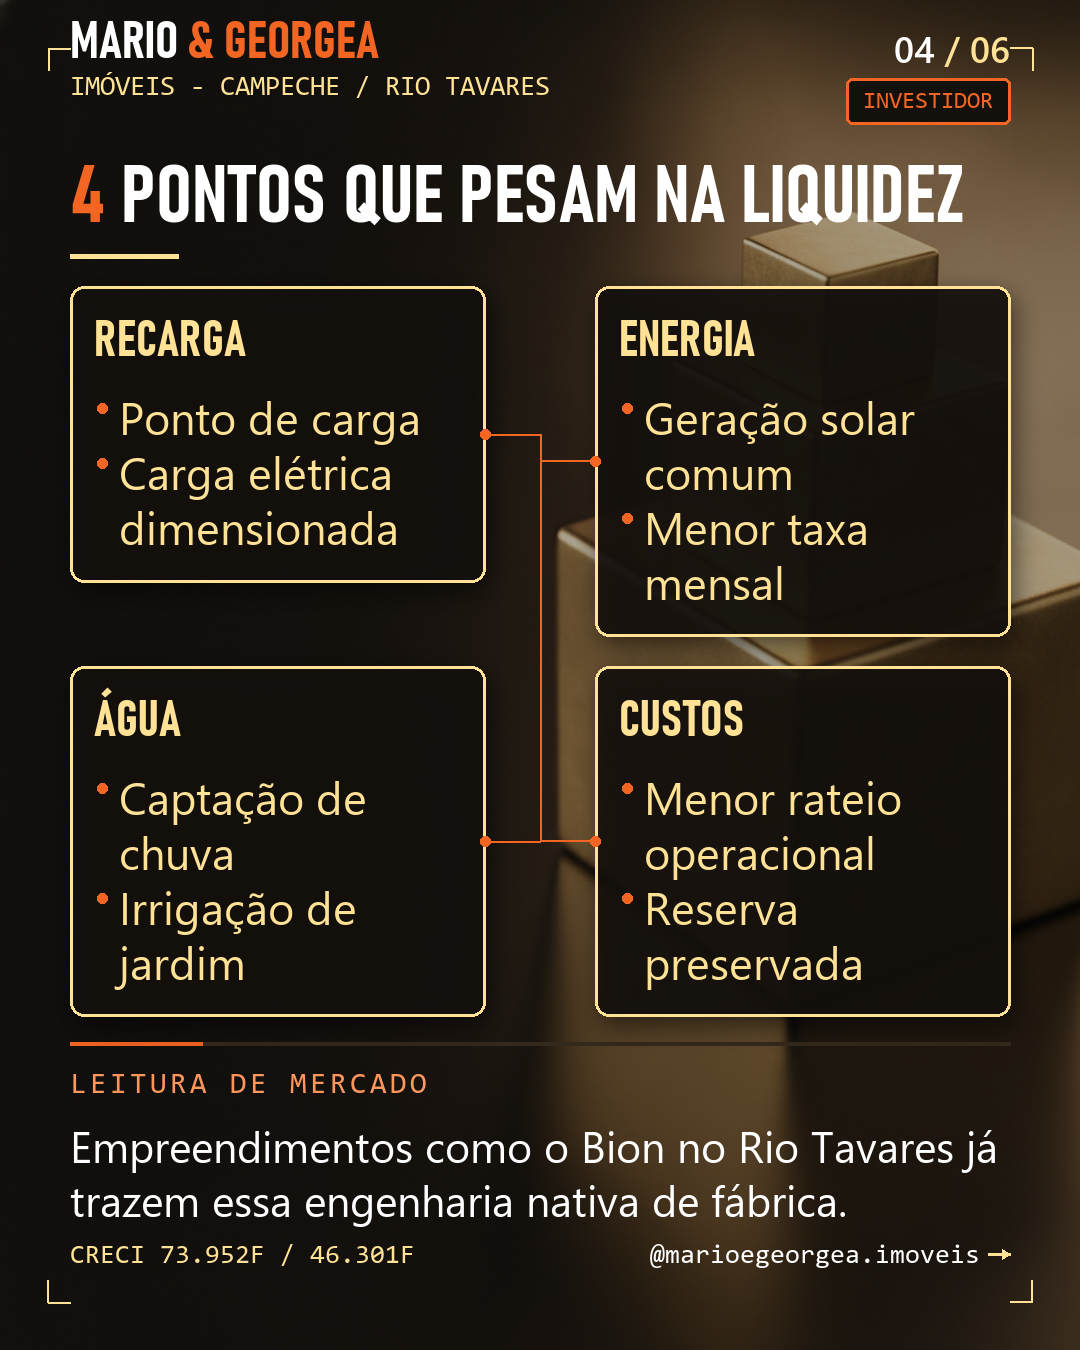 MARIO & GEORGEA
IMÓVEIS - CAMPECHE / RIO TAVARES
04 / 06
INVESTIDOR
4 PONTOS QUE PESAM NA LIQUIDEZ
RECARGA
Ponto de carga
Carga elétrica
dimensionada
ENERGIA
Geração solar
comum
Menor taxa
mensal
ÁGUA
Captação de
chuva
Irrigação de
jardim
CUSTOS
Menor rateio
operacional
Reserva
preservada
LEITURA DE MERCADO
Empreendimentos como o Bion no Rio Tavares já
trazem essa engenharia nativa de fábrica.
CRECI 73.952F / 46.301F
@marioegeorgea.imoveis